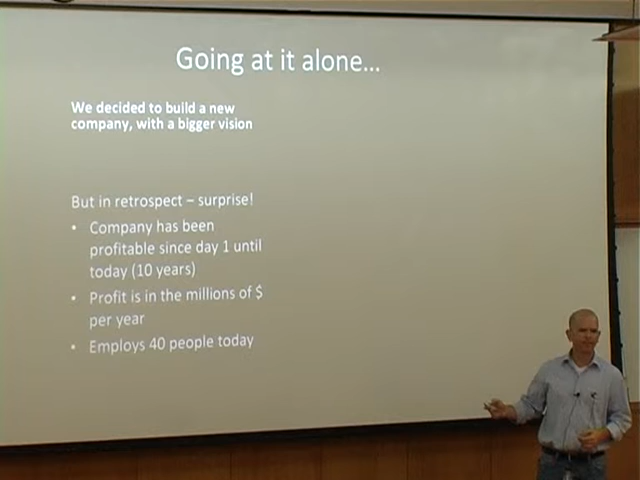 Going at it alone...
We decided to build a new
company, with a bigger vision
But in retrospect – surprise!
• Company has been
profitable since day 1 until
today (10 years)
• Profit is in the millions of $
per year
• Employs 40 people today